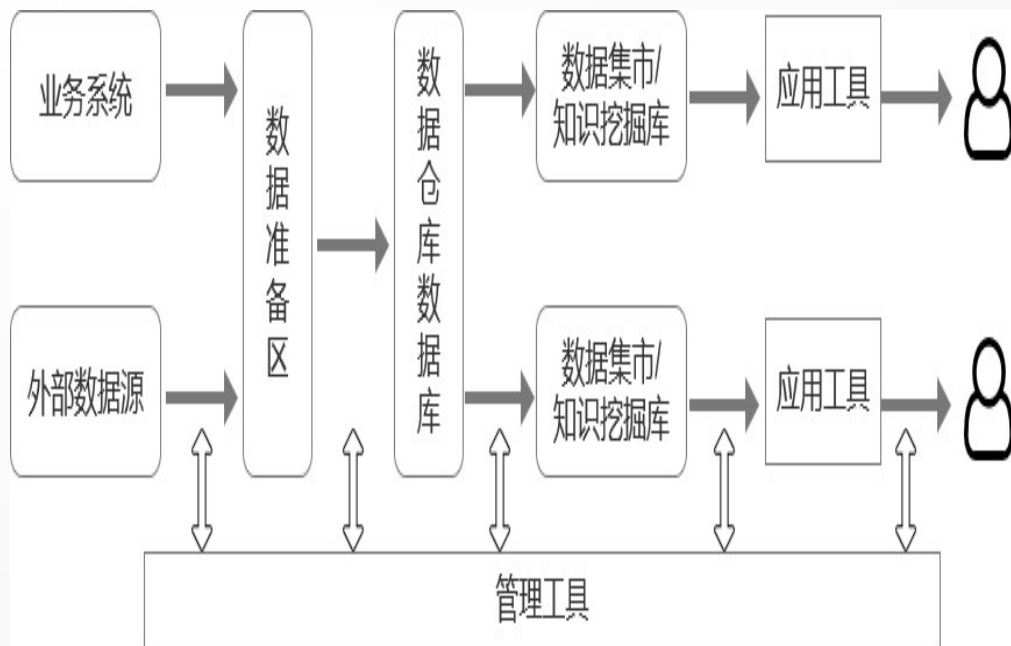 业务系统
数据准备区
数据仓库数据库
数据集市/
知识挖掘库
应用工具
外部数据源
数据集市/
知识挖掘库
应用工具
管理工具